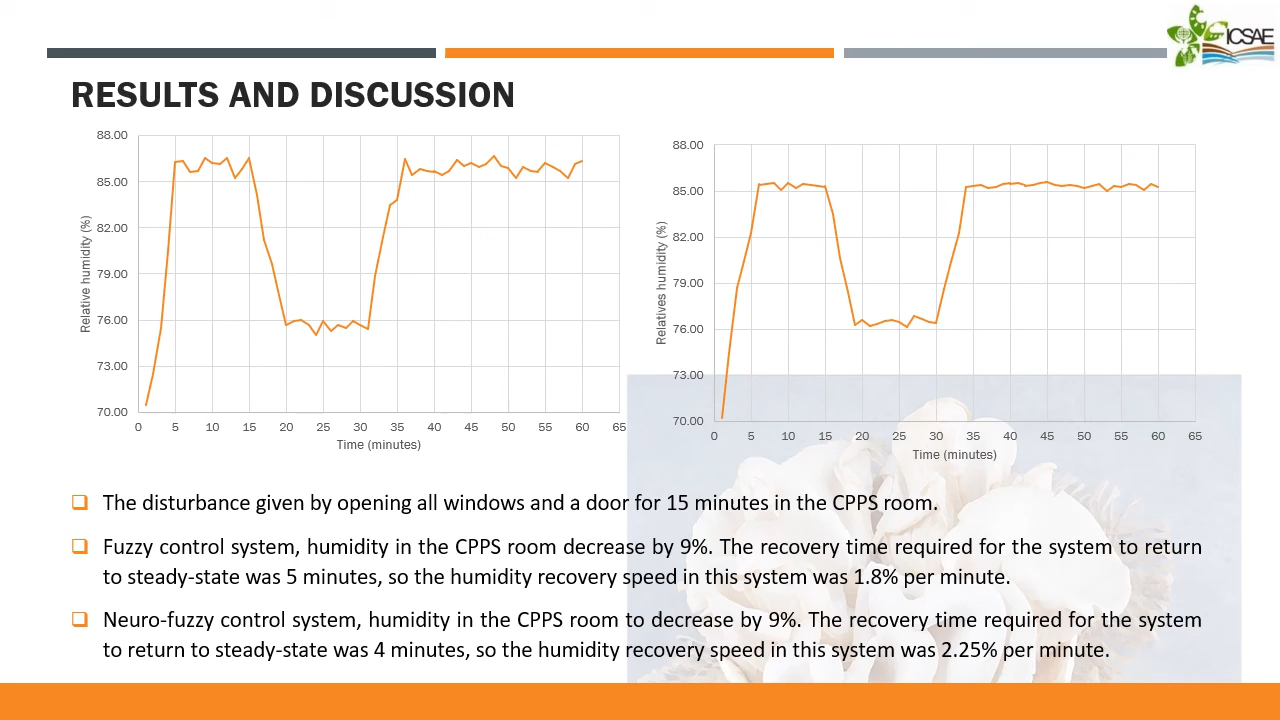 ICSAE
RESULTS AND DISCUSSION
88.00
85.00
82.00
79.00
76.00
73.00
70.00
Relative humidity (%)
0 5 10 15 20 25 30 35 40 45 50 55 60 65
Time (minutes)
88.00
85.00
82.00
79.00
76.00
73.00
70.00
Relatives humidity (%)
0 5 10 15 20 25 30 35 40 45 50 55 60 65
Time (minutes)
The disturbance given by opening all windows and a door for 15 minutes in the CPPS room.
Fuzzy control system, humidity in the CPPS room decrease by 9%. The recovery time required for the system to return
to steady-state was 5 minutes, so the humidity recovery speed in this system was 1.8% per minute.
Neuro-fuzzy control system, humidity in the CPPS room to decrease by 9%. The recovery time required for the system
to return to steady-state was 4 minutes, so the humidity recovery speed in this system was 2.25% per minute.